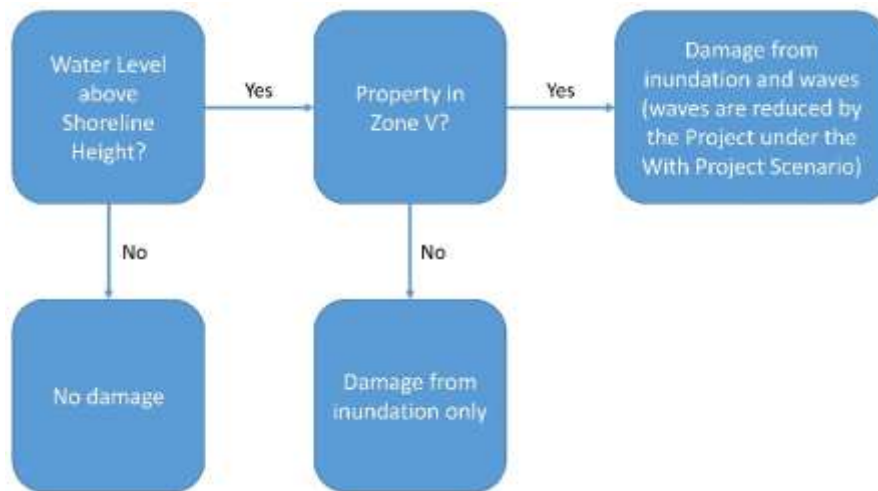 Water Level
above
Shoreline
Height?
Yes
Property in
Zone V?
Yes
Damage from
inundation and waves
(waves are reduced by
the Project under the
With Project Scenario)
No
No
No damage
Damage from
inundation only